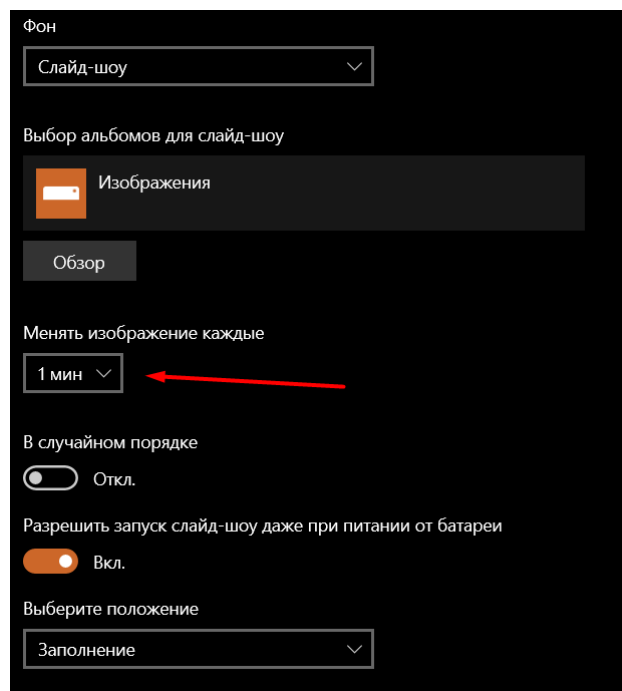 Фон
Слайд-шоу
Выбор альбомов для слайд-шоу
Изображения
Обзор
Менять изображение каждые
1 мин
В случайном порядке
Откл.
Разрешить запуск слайд-шоу даже при питании от батареи
Вкл.
Выберите положение
Заполнение